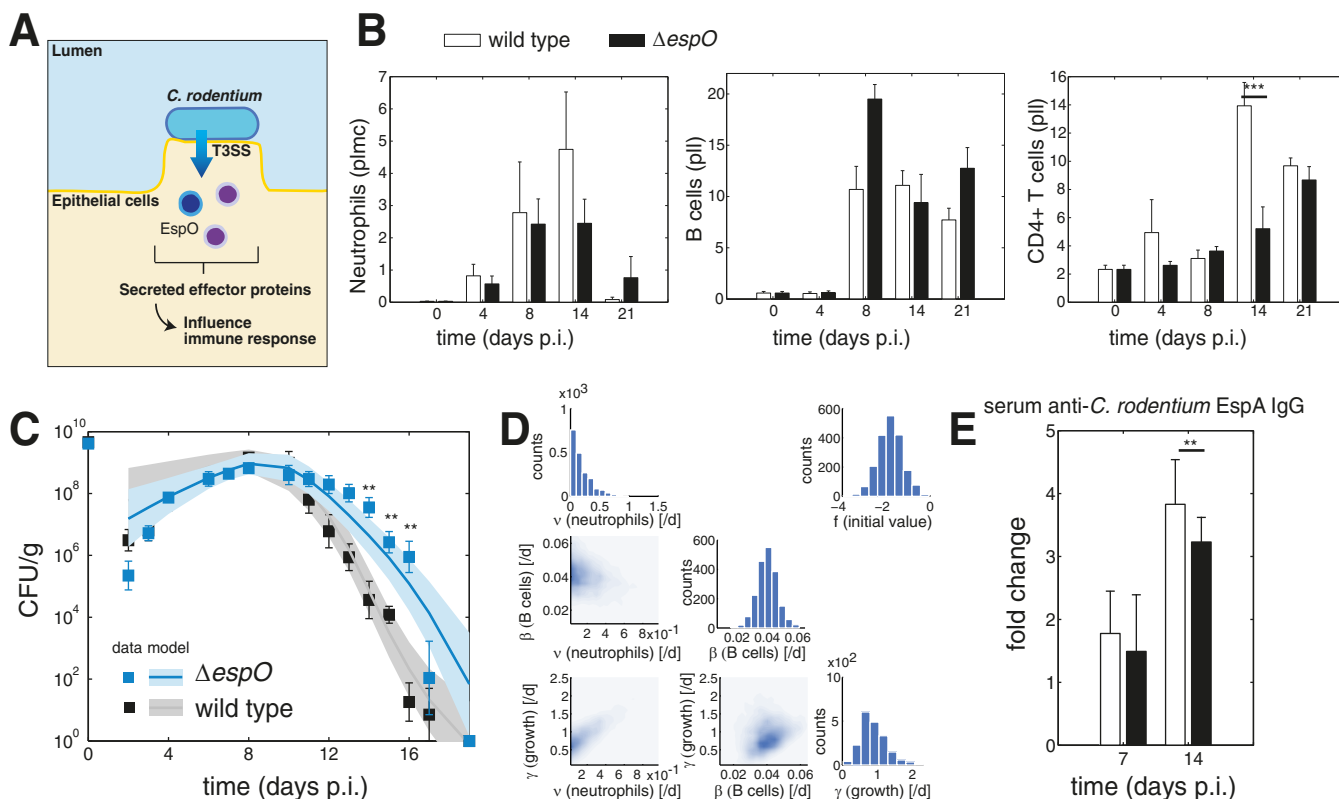 A
Lumen
C. rodentium
T3SS
Epithelial cells
EspO
Secreted effector proteins
Influence
immune response
B
wild type
ΔespO
Neutrophils (plmc)
7
6
5
4
3
2
1
0
0 4 8 14 21
time (days p.i.)
B cells (pll)
20
15
10
5
0
0 4 8 14 21
time (days p.i.)
CD4+ T cells (pll)
16
14
12
10
8
6
4
2
0
***
0 4 8 14 21
time (days p.i.)
C
CFU/g
10^10
10^8
10^6
10^4
10^2
10^0
** ** **
data model
ΔespO
wild type
0 4 8 12 16
time (days p.i.)
D
x10^3
counts
1
0.5
0
0 0.5 1 1.5
ν (neutrophils) [/d]
counts
600
400
200
0
−4 −2 0
f (initial value)
β (B cells) [/d]
0.06
0.04
0.02
2 4 6 8x10^-1
ν (neutrophils) [/d]
counts
600
400
200
0
0.02 0.04 0.06
β (B cells) [/d]
γ (growth) [/d]
2.5
2.0
1.5
1.0
0.5
2 4 6 8x10^-1
ν (neutrophils) [/d]
γ (growth) [/d]
2.5
2.0
1.5
1.0
0.5
0.02 0.04 0.06
β (B cells) [/d]
x10^2
counts
10
5
0
0 1 2
γ (growth) [/d]
E
serum anti-C. rodentium EspA IgG
fold change
5
4
3
2
1
0
**
7 14
time (days p.i.)